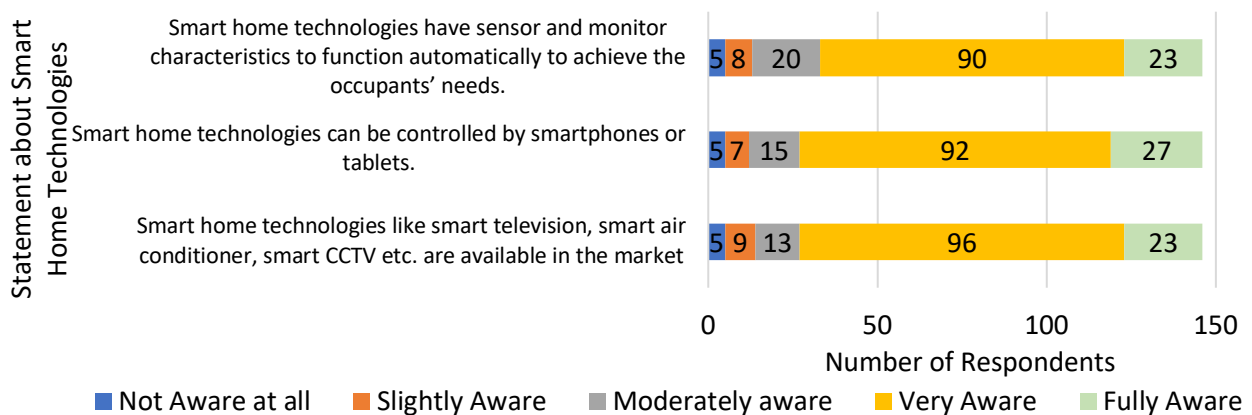 Statement about Smart
Home Technologies
Smart home technologies have sensor and monitor
characteristics to function automatically to achieve the
occupants’ needs.
5 8 20 90 23
Smart home technologies can be controlled by smartphones or
tablets.
5 7 15 92 27
Smart home technologies like smart television, smart air
conditioner, smart CCTV etc. are available in the market
5 9 13 96 23
0 50 100 150
Number of Respondents
Not Aware at all Slightly Aware Moderately aware Very Aware Fully Aware